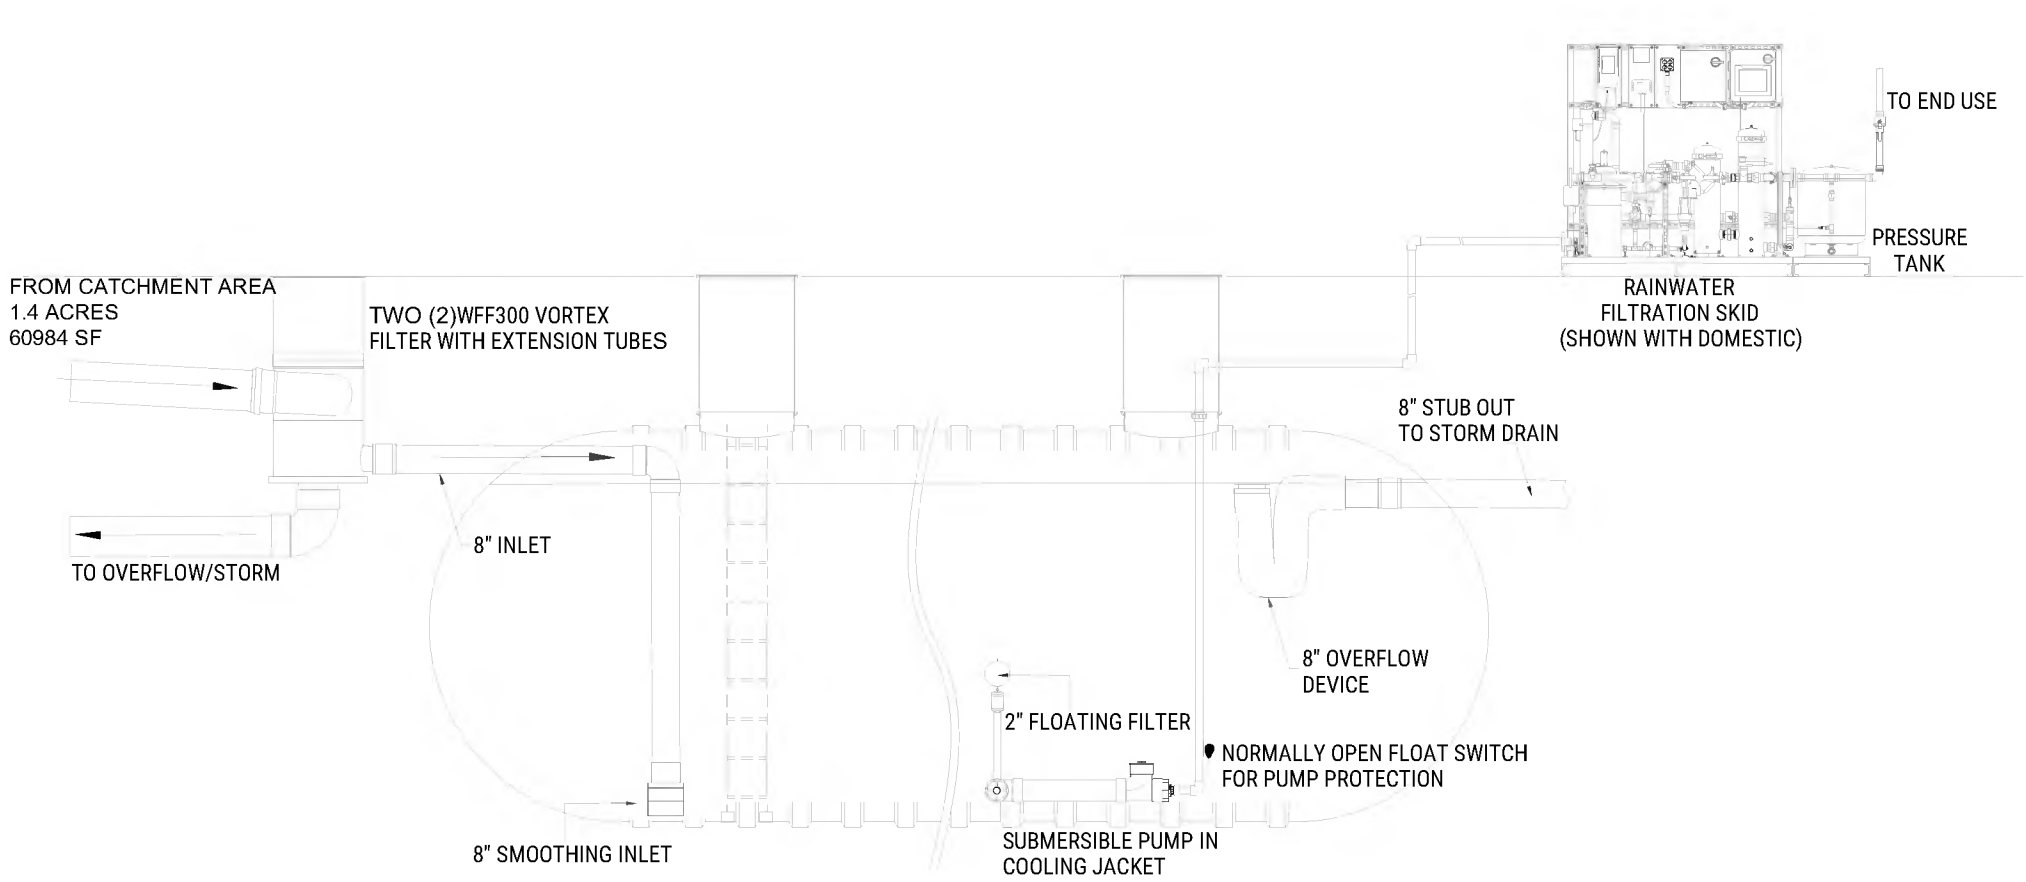 TO END USE
PRESSURE
TANK
FROM CATCHMENT AREA
1.4 ACRES
60984 SF
TWO (2)WFF300 VORTEX
FILTER WITH EXTENSION TUBES
RAINWATER
FILTRATION SKID
(SHOWN WITH DOMESTIC)
8" STUB OUT
TO STORM DRAIN
8" INLET
TO OVERFLOW/STORM
8" OVERFLOW
DEVICE
2" FLOATING FILTER
NORMALLY OPEN FLOAT SWITCH
FOR PUMP PROTECTION
8" SMOOTHING INLET
SUBMERSIBLE PUMP IN
COOLING JACKET